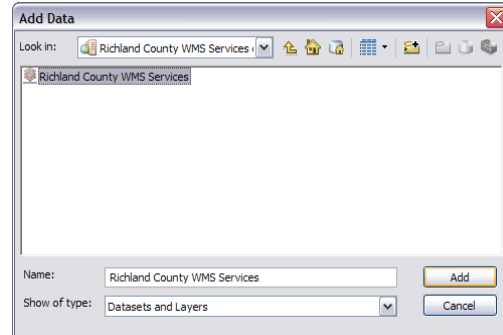 Add Data
Look in: Richland County WMS Services
Richland County WMS Services
Name: Richland County WMS Services Add
Show of type: Datasets and Layers Cancel